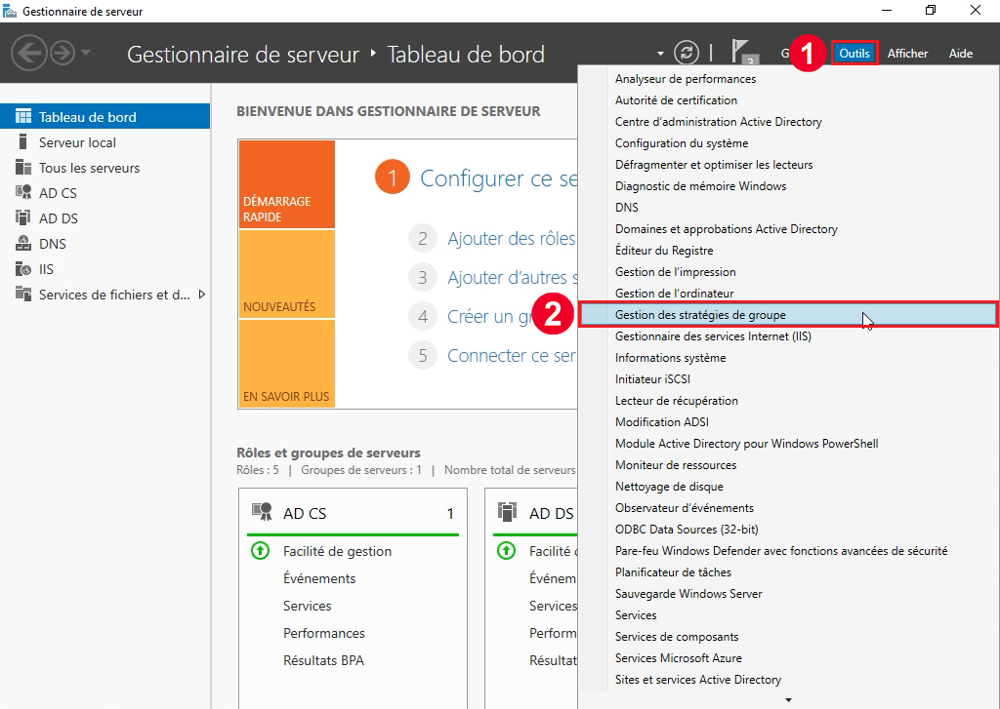 Gestionnaire de serveur
Gestionnaire de serveur • Tableau de bord
3
G
1
Outils
Afficher
Aide
Tableau de bord
Serveur local
Tous les serveurs
AD CS
AD DS
DNS
IIS
Services de fichiers et d...
BIENVENUE DANS GESTIONNAIRE DE SERVEUR
DÉMARRAGE
RAPIDE
NOUVEAUTÉS
EN SAVOIR PLUS
1 Configurer ce se
2 Ajouter des rôles
3 Ajouter d'autres s
4 Créer un gr
5 Connecter ce ser
Rôles et groupes de serveurs
Rôles : 5 | Groupes de serveurs : 1 | Nombre total de serveurs
AD CS 1
Facilité de gestion
Événements
Services
Performances
Résultats BPA
AD DS
Facilité
Événem
Services
Perform
Résultat
Analyseur de performances
Autorité de certification
Centre d'administration Active Directory
Configuration du système
Défragmenter et optimiser les lecteurs
Diagnostic de mémoire Windows
DNS
Domaines et approbations Active Directory
Éditeur du Registre
Gestion de l'impression
Gestion de l'ordinateur
2
Gestion des stratégies de groupe
Gestionnaire des services Internet (IIS)
Informations système
Initiateur iSCSI
Lecteur de récupération
Modification ADSI
Module Active Directory pour Windows PowerShell
Moniteur de ressources
Nettoyage de disque
Observateur d'événements
ODBC Data Sources (32-bit)
Pare-feu Windows Defender avec fonctions avancées de sécurité
Planificateur de tâches
Sauvegarde Windows Server
Services
Services de composants
Services Microsoft Azure
Sites et services Active Directory